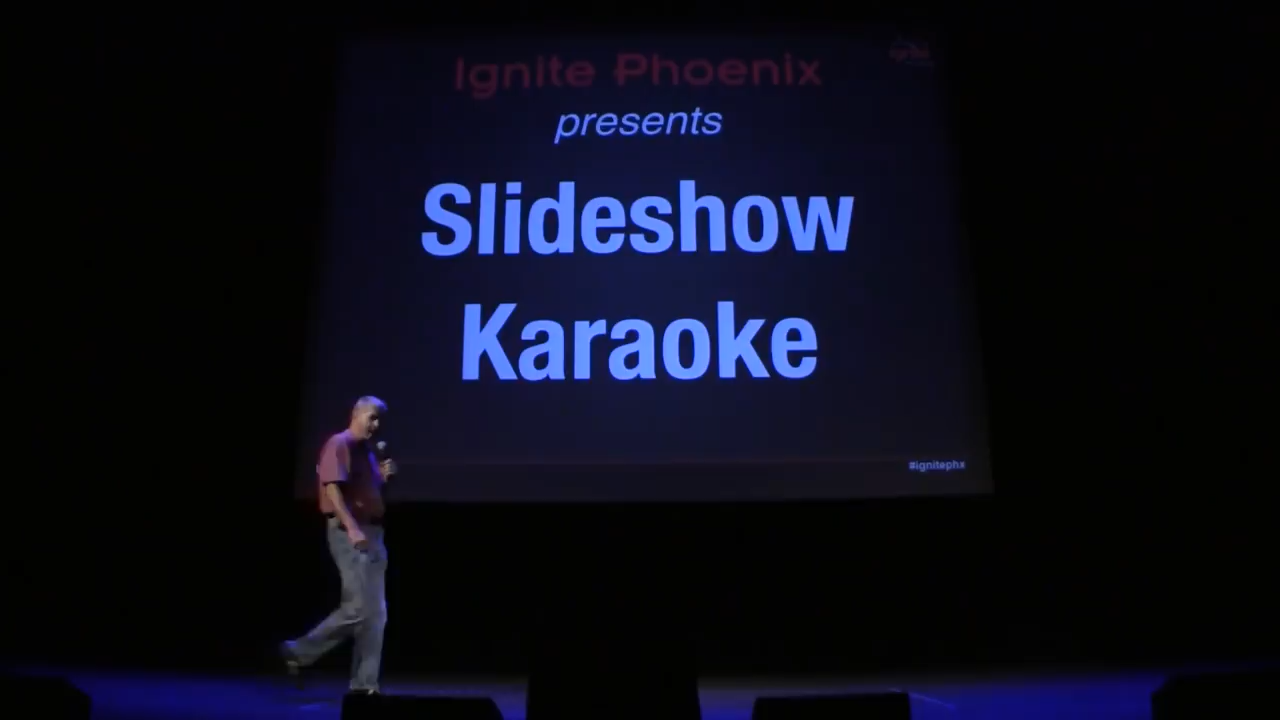 Ignite Phoenix
presents
Slideshow
Karaoke
#ignitephx